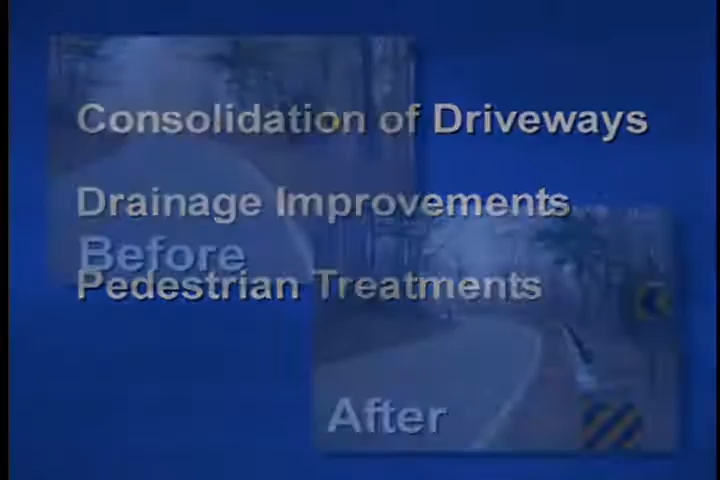 Consolidation of Driveways
Drainage Improvements
Before
Pedestrian Treatments
After